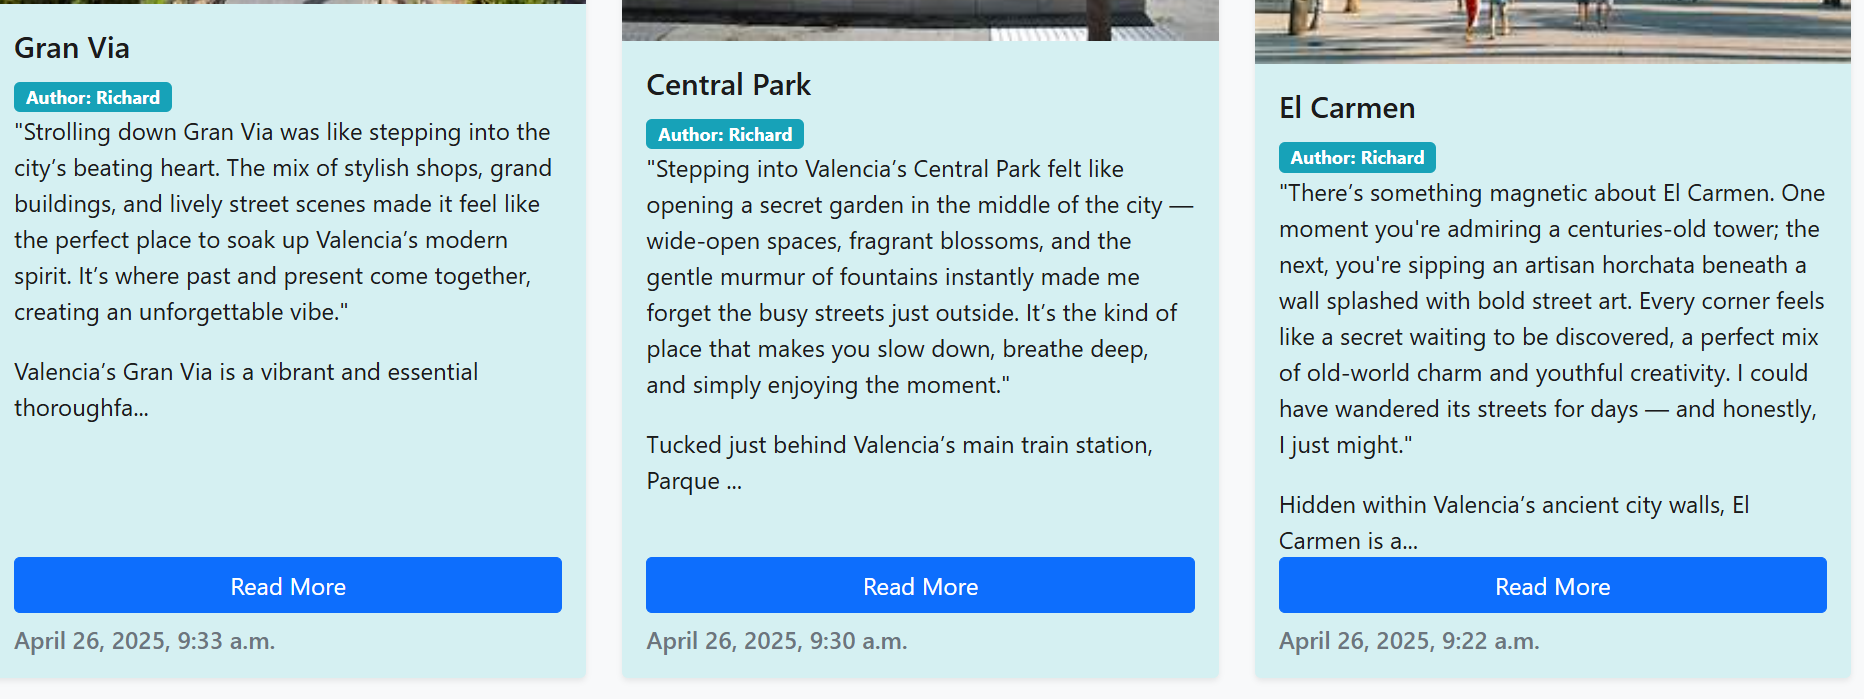 Gran Via
Author: Richard
"Strolling down Gran Via was like stepping into the
city’s beating heart. The mix of stylish shops, grand
buildings, and lively street scenes made it feel like
the perfect place to soak up Valencia’s modern
spirit. It’s where past and present come together,
creating an unforgettable vibe."
Valencia’s Gran Via is a vibrant and essential
thoroughfa...
Read More
April 26, 2025, 9:33 a.m.
Central Park
Author: Richard
"Stepping into Valencia’s Central Park felt like
opening a secret garden in the middle of the city —
wide-open spaces, fragrant blossoms, and the
gentle murmur of fountains instantly made me
forget the busy streets just outside. It’s the kind of
place that makes you slow down, breathe deep,
and simply enjoying the moment."
Tucked just behind Valencia’s main train station,
Parque ...
Read More
April 26, 2025, 9:30 a.m.
El Carmen
Author: Richard
"There’s something magnetic about El Carmen. One
moment you're admiring a centuries-old tower; the
next, you're sipping an artisan horchata beneath a
wall splashed with bold street art. Every corner feels
like a secret waiting to be discovered, a perfect mix
of old-world charm and youthful creativity. I could
have wandered its streets for days — and honestly,
I just might."
Hidden within Valencia’s ancient city walls, El
Carmen is a...
Read More
April 26, 2025, 9:22 a.m.